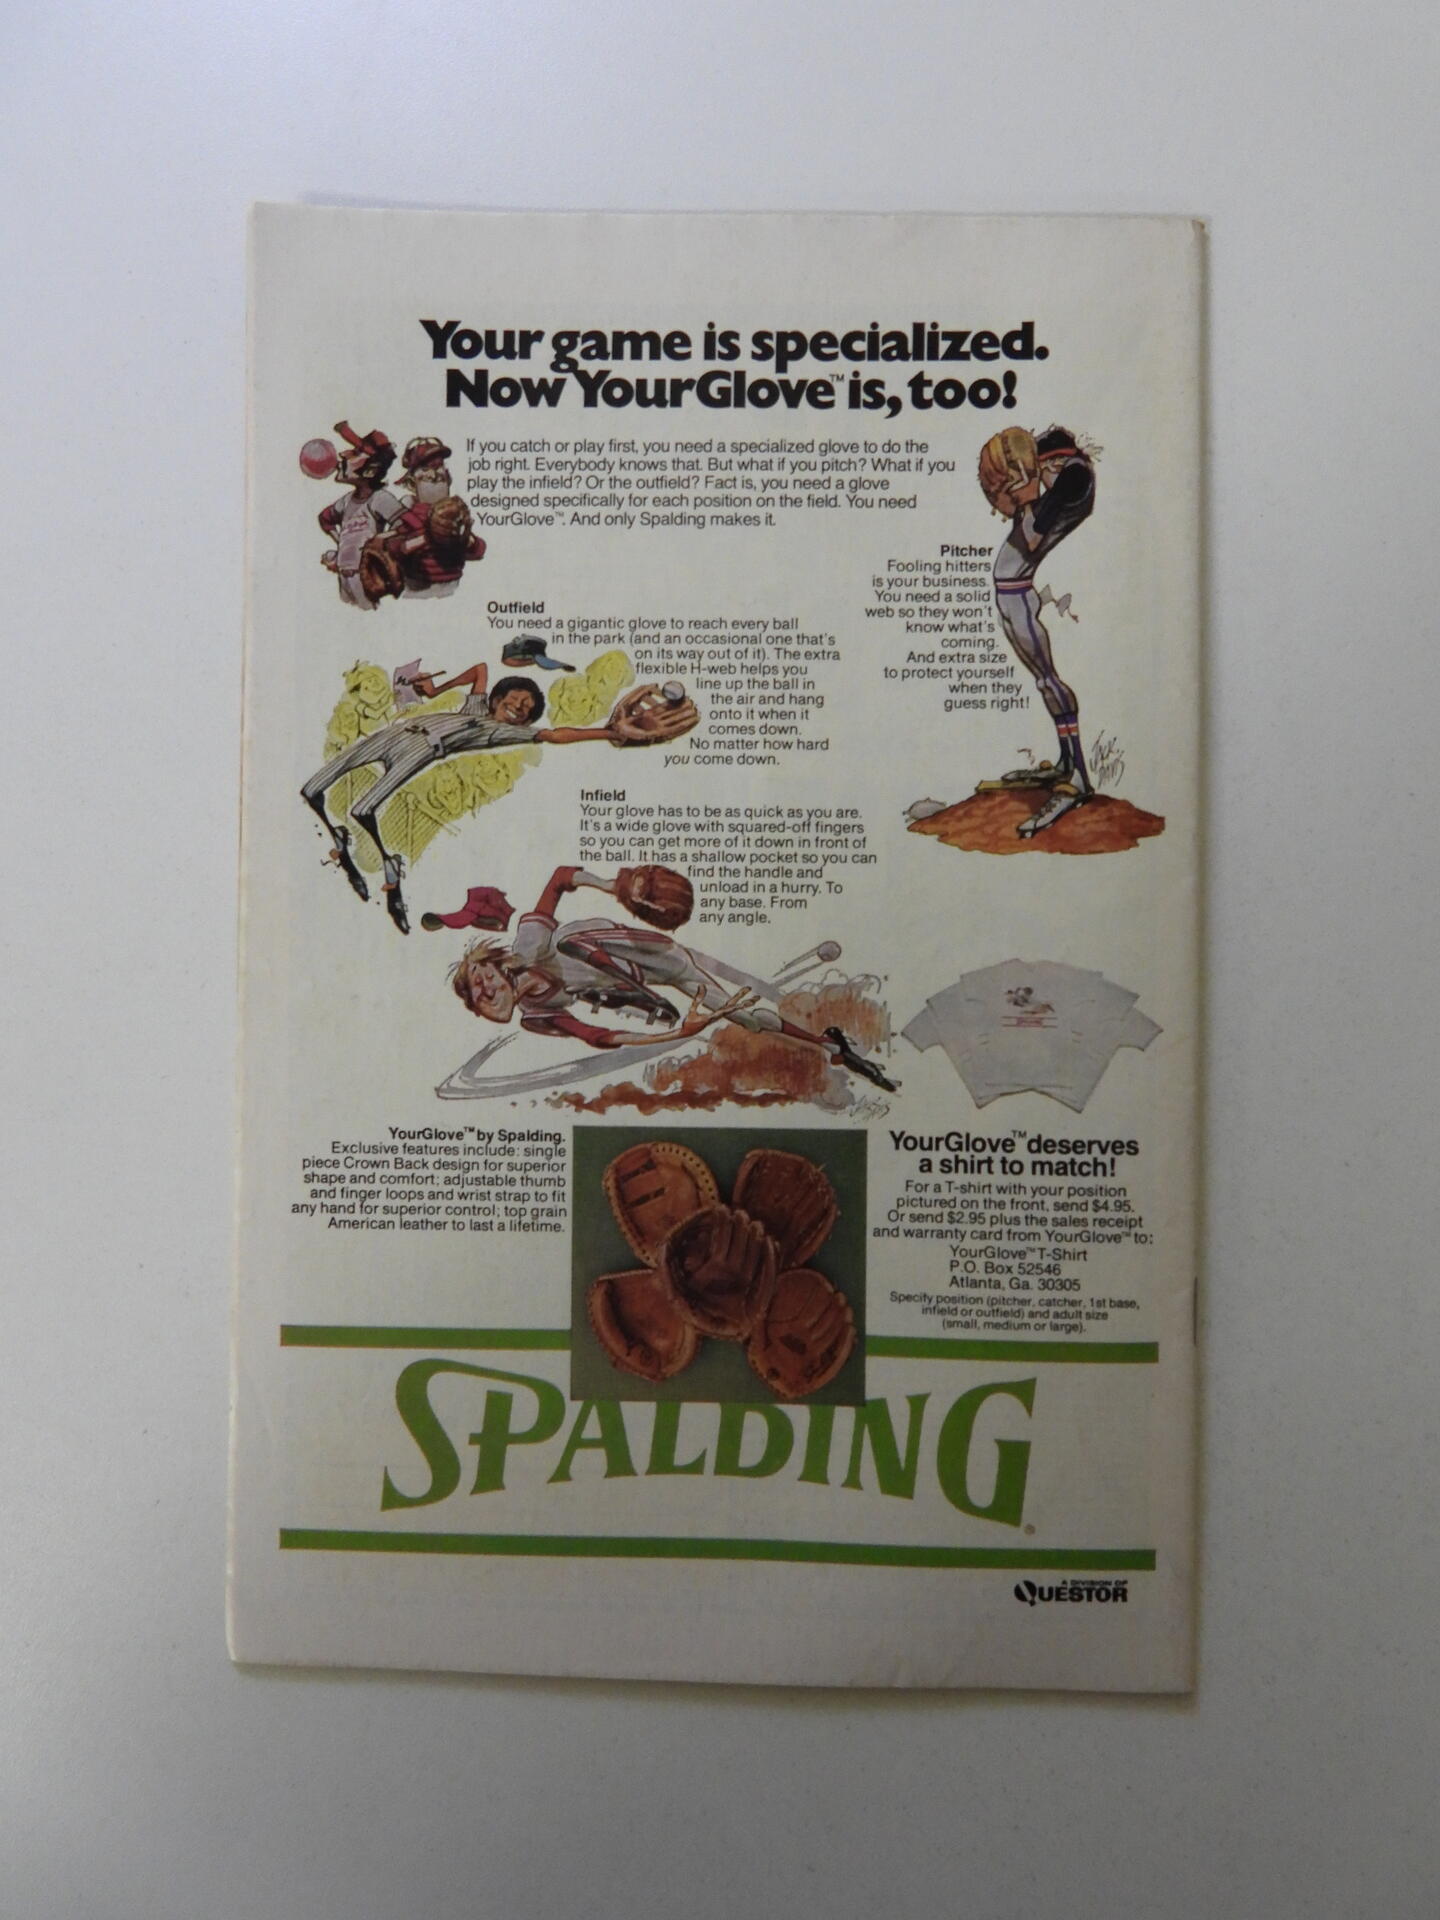 Your game is specialized.
Now YourGlove™ is, too!
If you catch or play first, you need a specialized glove to do the
job right. Everybody knows that. But what if you pitch? What if you
play the infield? Or the outfield? Fact is, you need a glove
designed specifically for each position on the field. You need
YourGlove™. And only Spalding makes it.
Pitcher
Fooling hitters
is your business.
You need a solid
web so they won't
know what's
coming.
And extra size
to protect yourself
when they
guess right!
JACK
DAVIS
Outfield
You need a gigantic glove to reach every ball
in the park (and an occasional one that's
on its way out of it). The extra
flexible H-web helps you
line up the ball in
the air and hang
onto it when it
comes down.
No matter how hard
you come down.
Infield
Your glove has to be as quick as you are.
It's a wide glove with squared-off fingers
so you can get more of it down in front of
the ball. It has a shallow pocket so you can
find the handle and
unload in a hurry. To
any base. From
any angle.
YourGlove™ by Spalding.
Exclusive features include: single
piece Crown Back design for superior
shape and comfort; adjustable thumb
and finger loops and wrist strap to fit
any hand for superior control; top grain
American leather to last a lifetime.
YourGlove™ deserves
a shirt to match!
For a T-shirt with your position
pictured on the front, send $4.95.
Or send $2.95 plus the sales receipt
and warranty card from YourGlove™ to:
YourGlove™ T-Shirt
P.O. Box 52546
Atlanta, Ga. 30305
Specify position (pitcher, catcher, 1st base,
infield or outfield) and adult size
(small, medium or large).
SPALDING®
A DIVISION OF
QUESTOR